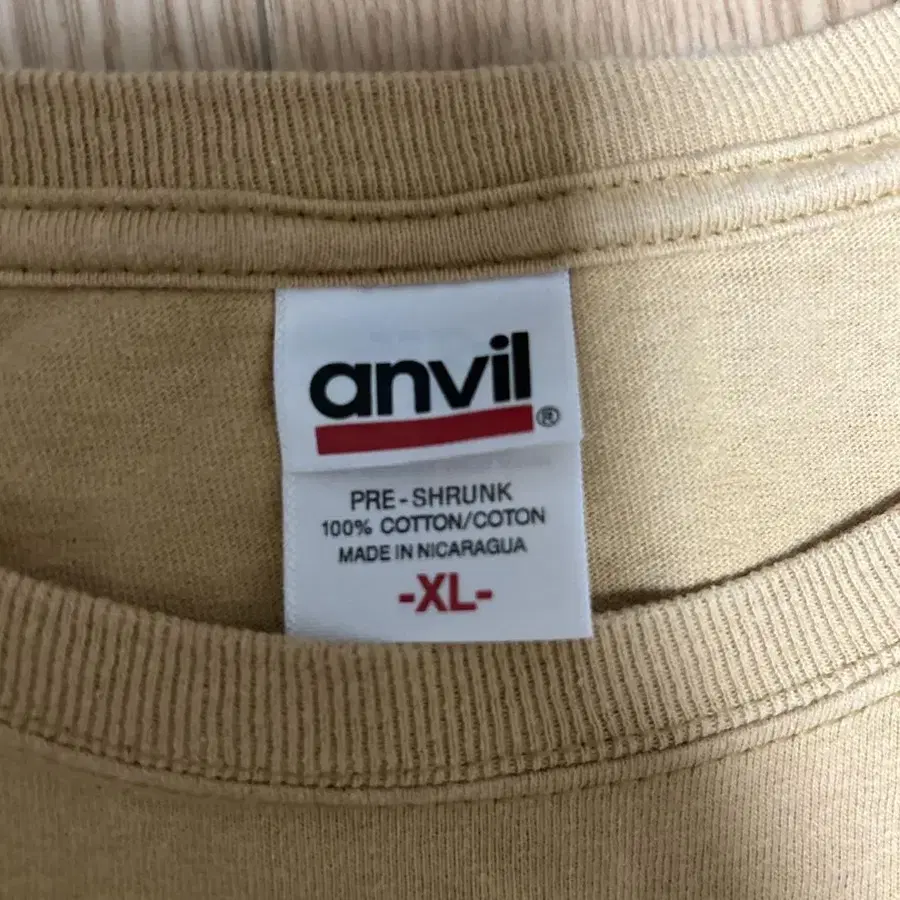 anvil®
PRE-SHRUNK
100% COTTON/COTON
MADE IN NICARAGUA
-XL-